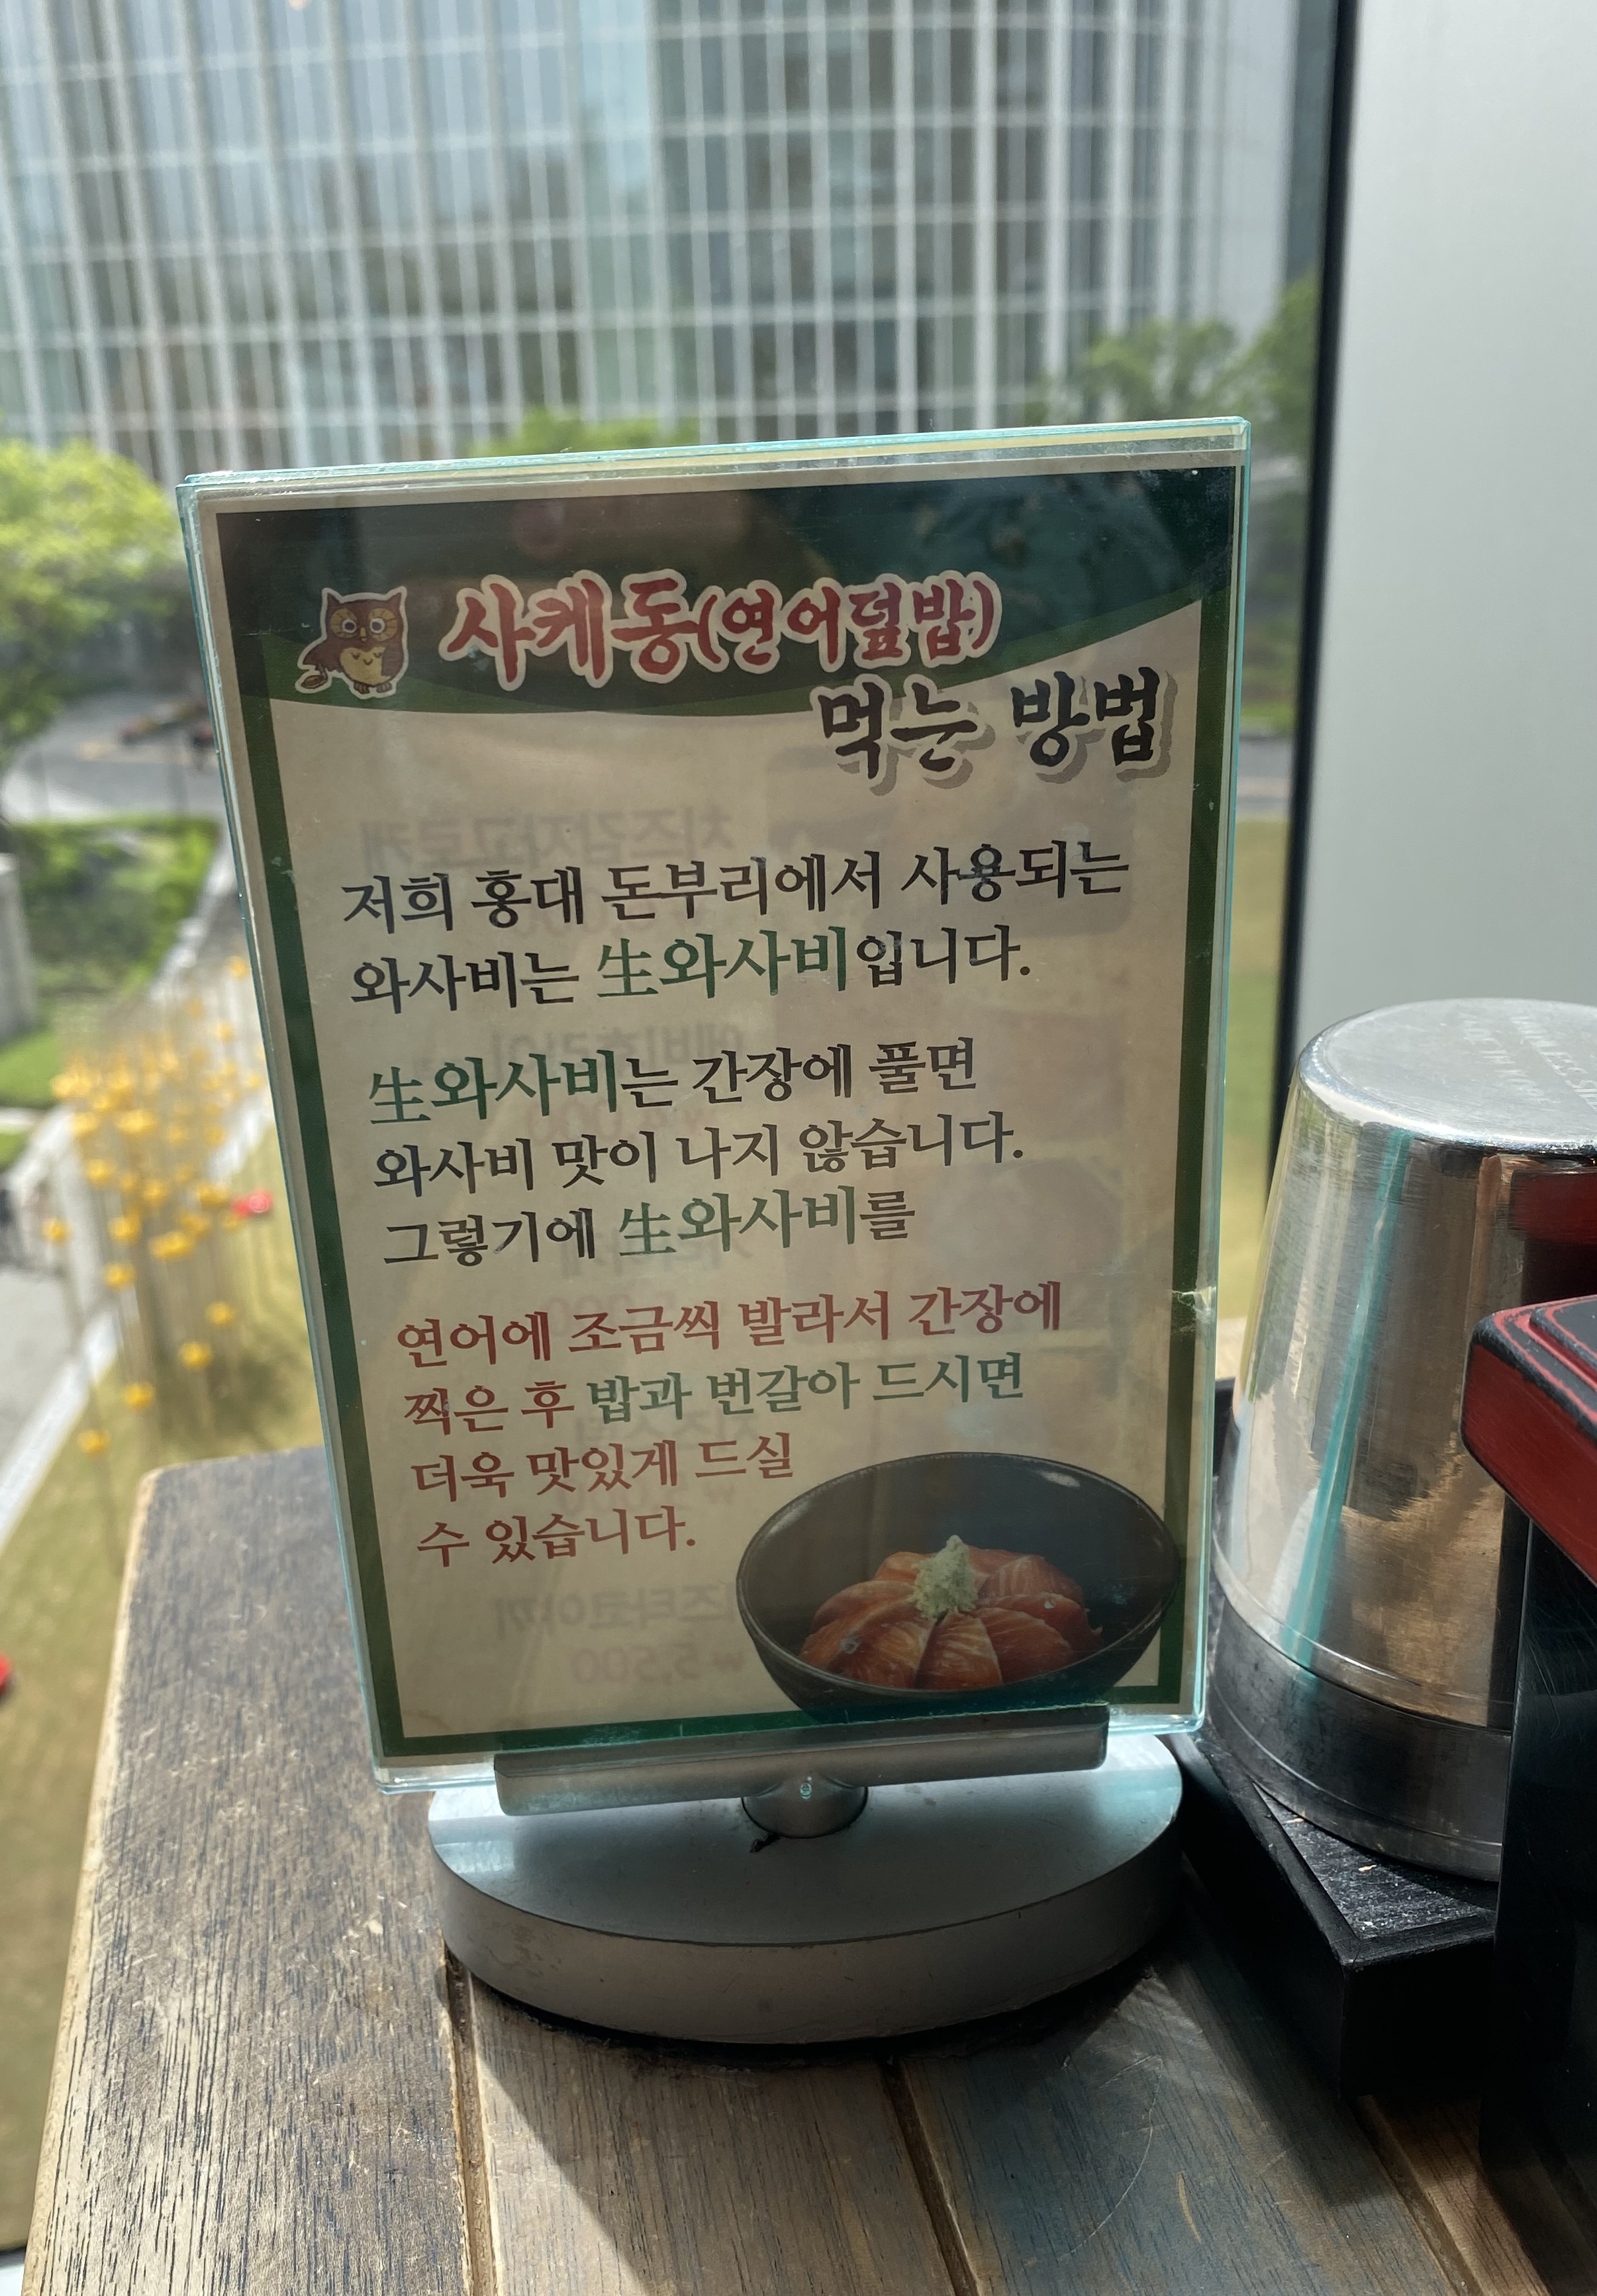 사케동(연어덮밥)
먹는 방법
저희 홍대 돈부리에서 사용되는
와사비는 生와사비입니다.
生와사비는 간장에 풀면
와사비 맛이 나지 않습니다.
그렇기에 生와사비를
연어에 조금씩 발라서 간장에
찍은 후 밥과 번갈아 드시면
더욱 맛있게 드실
수 있습니다.